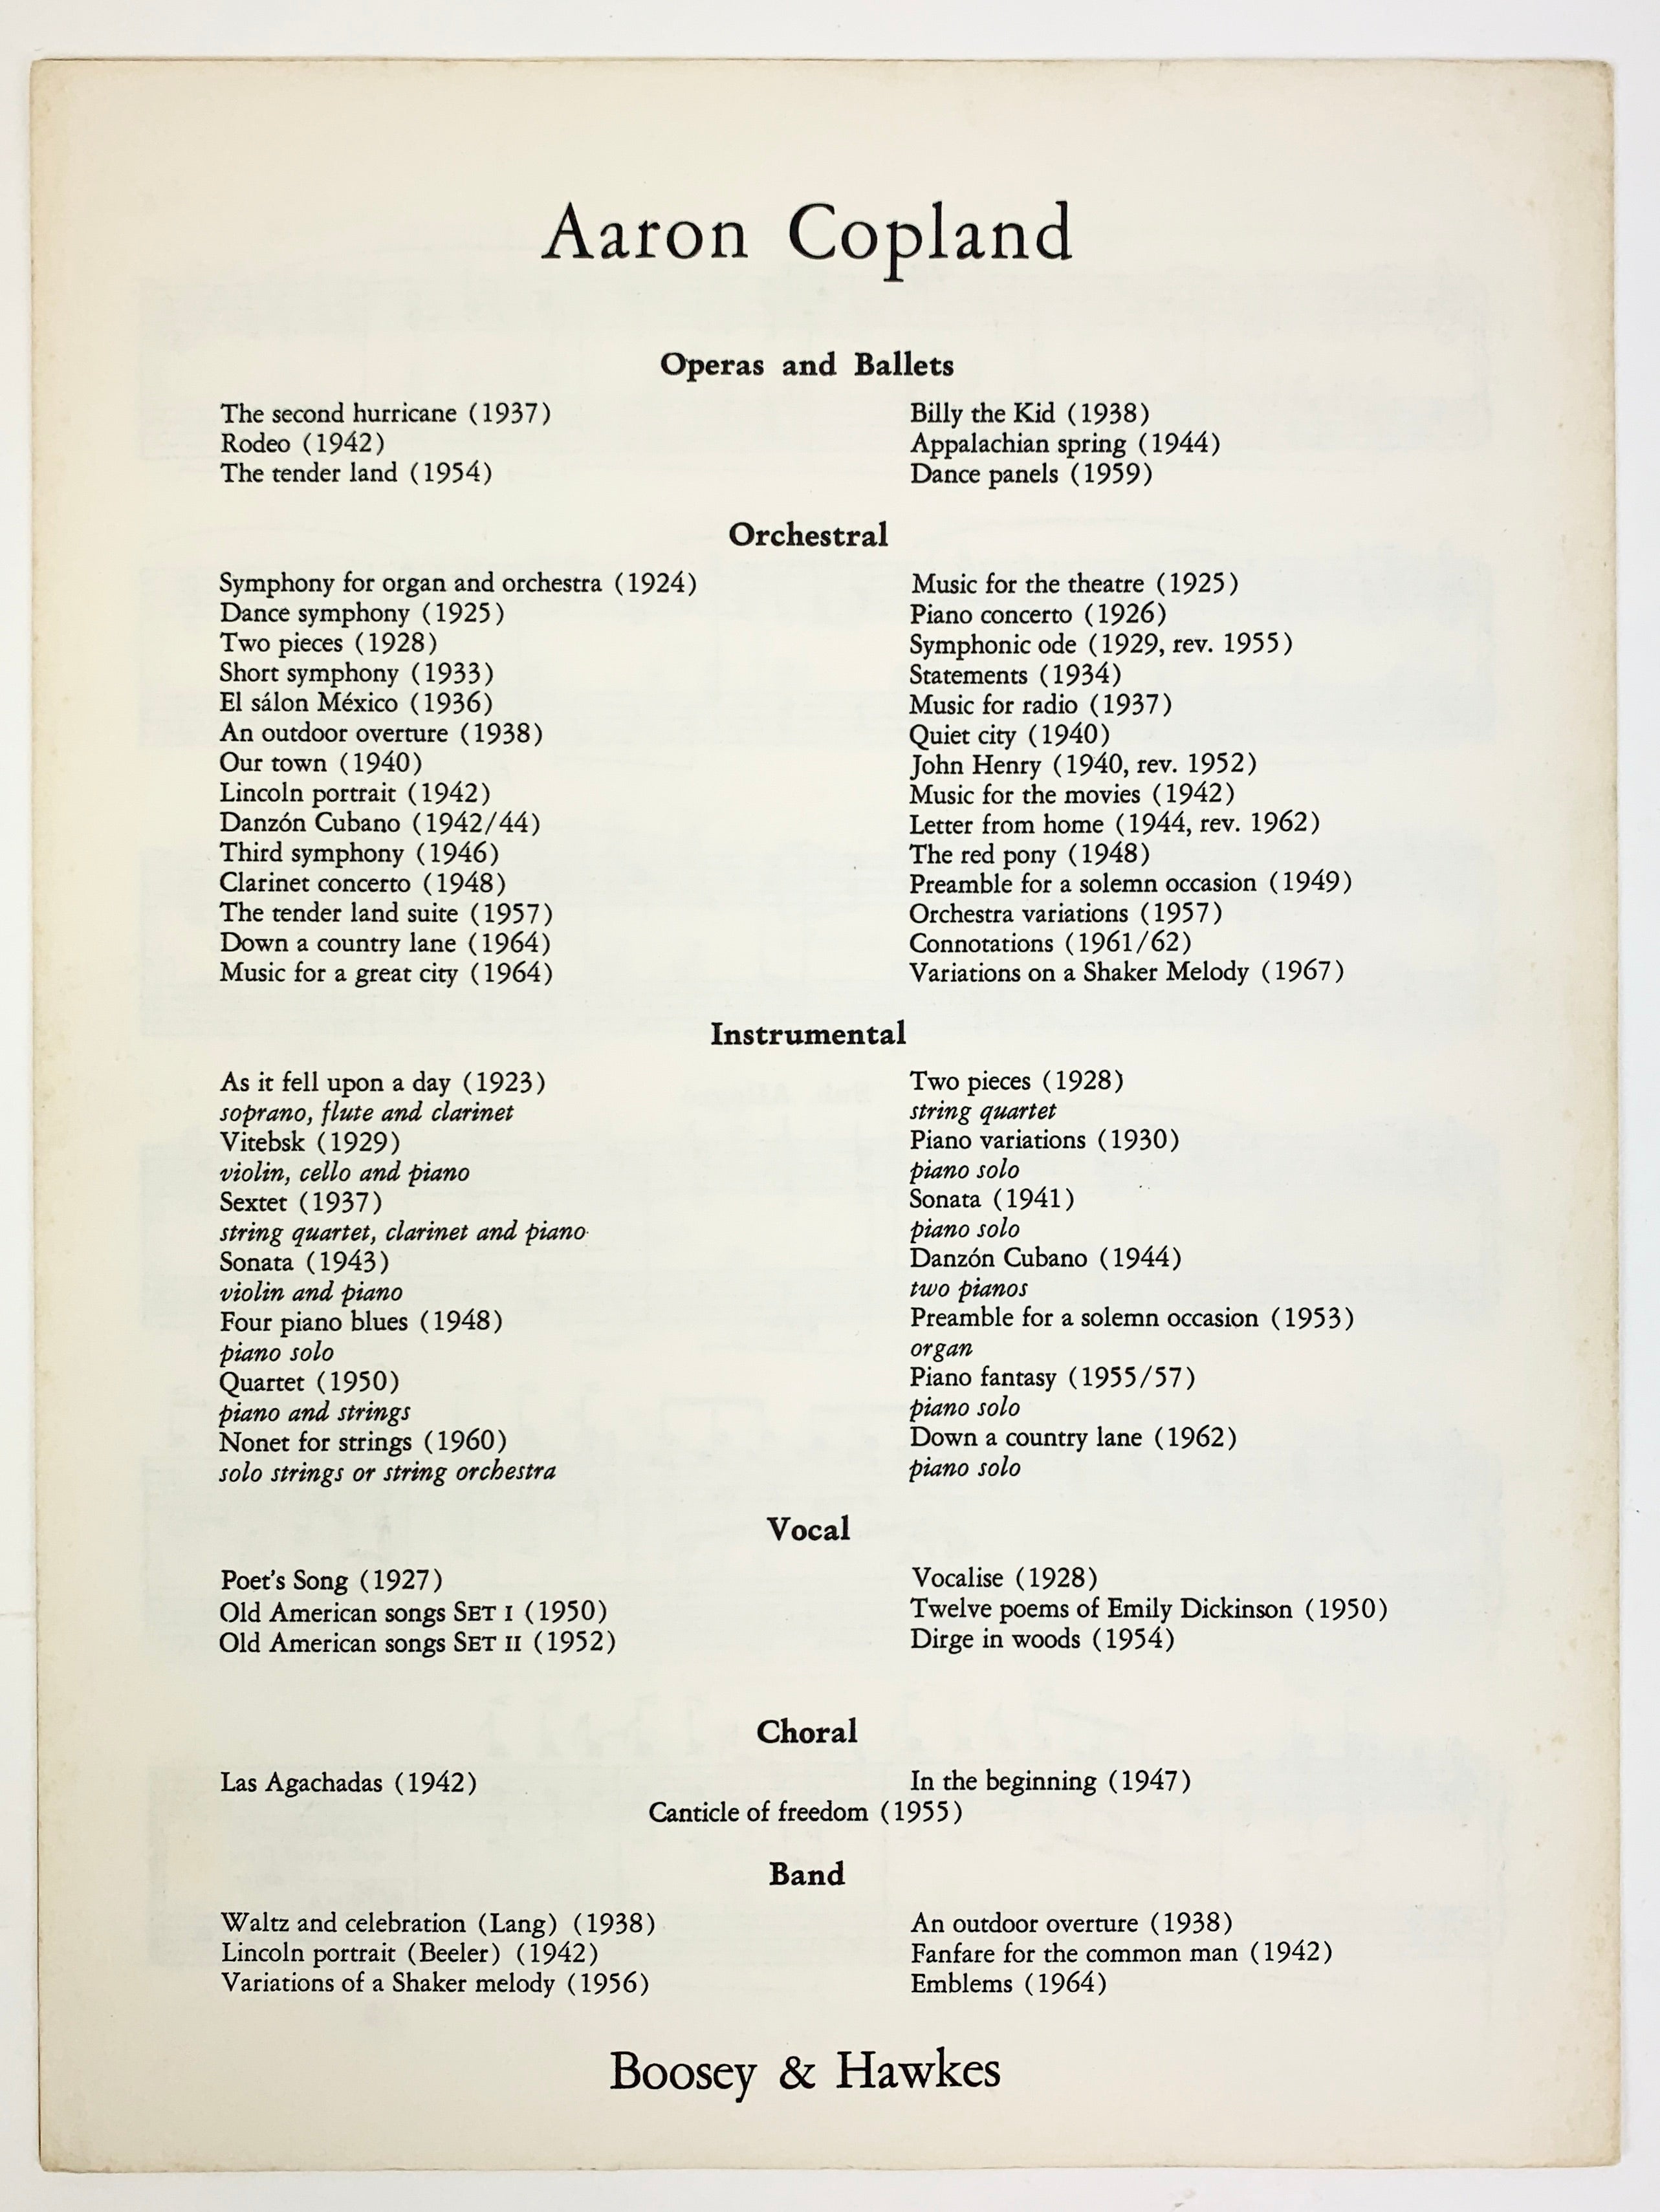 Aaron Copland
Operas and Ballets
The second hurricane (1937)
Rodeo (1942)
The tender land (1954)
Billy the Kid (1938)
Appalachian spring (1944)
Dance panels (1959)
Orchestral
Symphony for organ and orchestra (1924)
Dance symphony (1925)
Two pieces (1928)
Short symphony (1933)
El sálon México (1936)
An outdoor overture (1938)
Our town (1940)
Lincoln portrait (1942)
Danzón Cubano (1942/44)
Third symphony (1946)
Clarinet concerto (1948)
The tender land suite (1957)
Down a country lane (1964)
Music for a great city (1964)
Music for the theatre (1925)
Piano concerto (1926)
Symphonic ode (1929, rev. 1955)
Statements (1934)
Music for radio (1937)
Quiet city (1940)
John Henry (1940, rev. 1952)
Music for the movies (1942)
Letter from home (1944, rev. 1962)
The red pony (1948)
Preamble for a solemn occasion (1949)
Orchestra variations (1957)
Connotations (1961/62)
Variations on a Shaker Melody (1967)
Instrumental
As it fell upon a day (1923)
soprano, flute and clarinet
Vitebsk (1929)
violin, cello and piano
Sextet (1937)
string quartet, clarinet and piano
Sonata (1943)
violin and piano
Four piano blues (1948)
piano solo
Quartet (1950)
piano and strings
Nonet for strings (1960)
solo strings or string orchestra
Two pieces (1928)
string quartet
Piano variations (1930)
piano solo
Sonata (1941)
piano solo
Danzón Cubano (1944)
two pianos
Preamble for a solemn occasion (1953)
organ
Piano fantasy (1955/57)
piano solo
Down a country lane (1962)
piano solo
Vocal
Poet's Song (1927)
Old American songs SET I (1950)
Old American songs SET II (1952)
Vocalise (1928)
Twelve poems of Emily Dickinson (1950)
Dirge in woods (1954)
Choral
Las Agachadas (1942)
In the beginning (1947)
Canticle of freedom (1955)
Band
Waltz and celebration (Lang) (1938)
Lincoln portrait (Beeler) (1942)
Variations of a Shaker melody (1956)
An outdoor overture (1938)
Fanfare for the common man (1942)
Emblems (1964)
Boosey & Hawkes